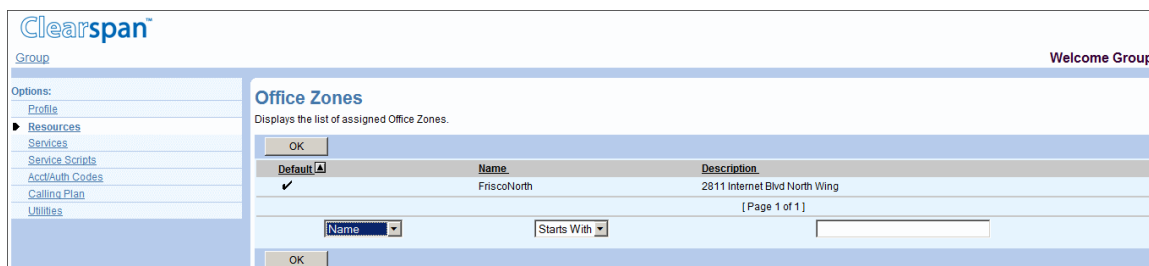 Clearspan™
Group
Welcome Group
Options:
Profile
Resources
Services
Service Scripts
Acct/Auth Codes
Calling Plan
Utilities
Office Zones
Displays the list of assigned Office Zones.
OK
Default Name Description
✔ FriscoNorth 2811 Internet Blvd North Wing
[ Page 1 of 1 ]
Name Starts With
OK